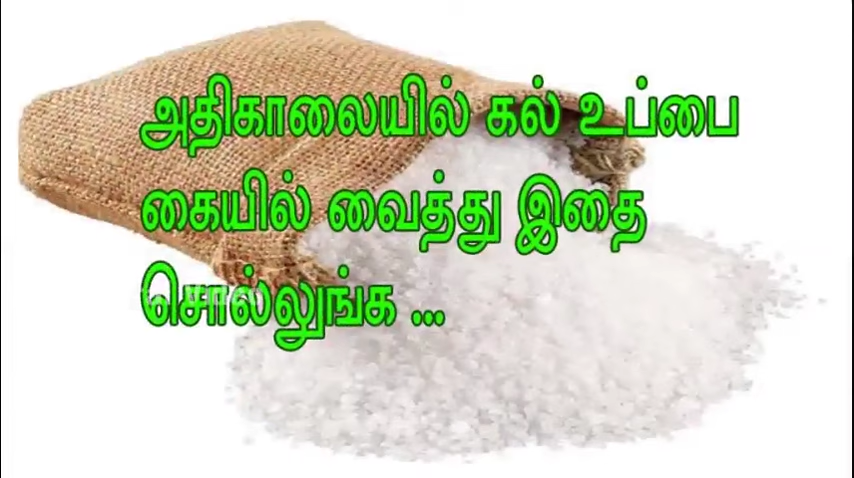 அதிகாலையில் கல் உப்பை
கையில் வைத்து இதை
சொல்லுங்க ...